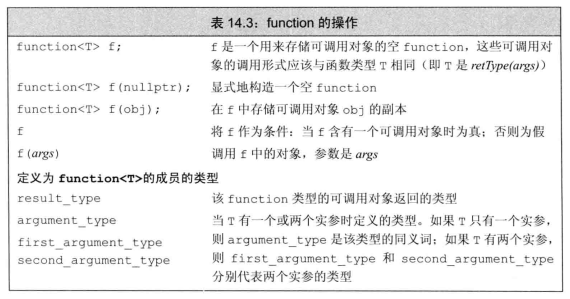 表 14.3：function 的操作
function<T> f; f 是一个用来存储可调用对象的空 function，这些可调用对
象的调用形式应该与函数类型 T 相同（即 T 是 retType(args)）
function<T> f(nullptr); 显式地构造一个空 function
function<T> f(obj); 在 f 中存储可调用对象 obj 的副本
f 将 f 作为条件：当 f 含有一个可调用对象时为真；否则为假
f(args) 调用 f 中的对象，参数是 args
定义为 function<T>的成员的类型
result_type 该 function 类型的可调用对象返回的类型
argument_type 当 T 有一个或两个实参时定义的类型。如果 T 只有一个实参，
first_argument_type 则 argument_type 是该类型的同义词；如果 T 有两个实参，
second_argument_type 则 first_argument_type 和 second_argument_type
分别代表两个实参的类型